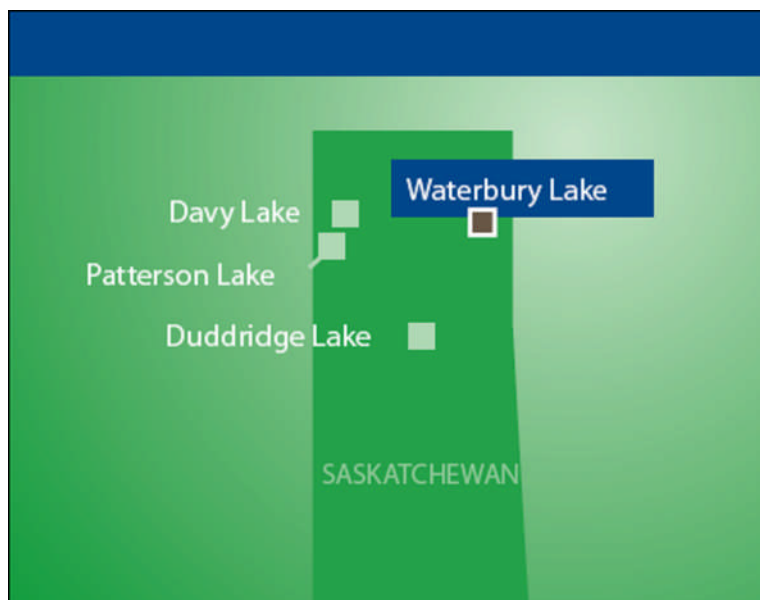 Waterbury Lake
Davy Lake
Patterson Lake
Duddridge Lake
SASKATCHEWAN